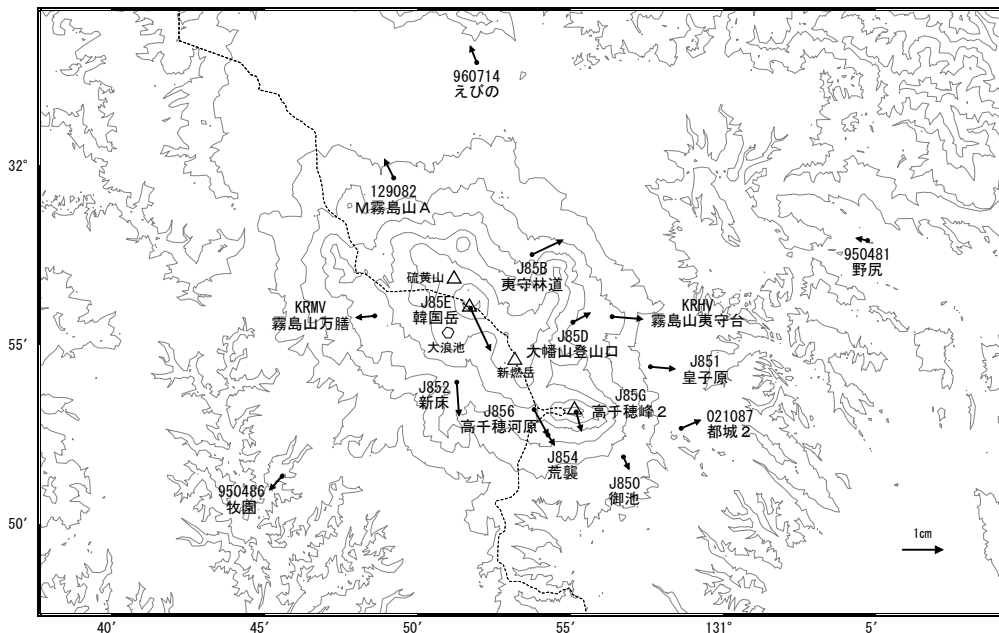 960714
えびの
32°
129082
M霧島山A
950481
野尻
J85B
夷守林道
硫黄山
J85E
韓国岳
KRMV
霧島山万膳
KRHV
霧島山夷守台
J85D
大幡山登山口
大浪池
55′
新燃岳
J851
皇子原
J852
新床
J856
高千穂河原
J85G
高千穂峰2
021087
都城2
J854
荒襲
J850
御池
950486
牧園
50′
1cm
40′
45′
50′
55′
131°
5′